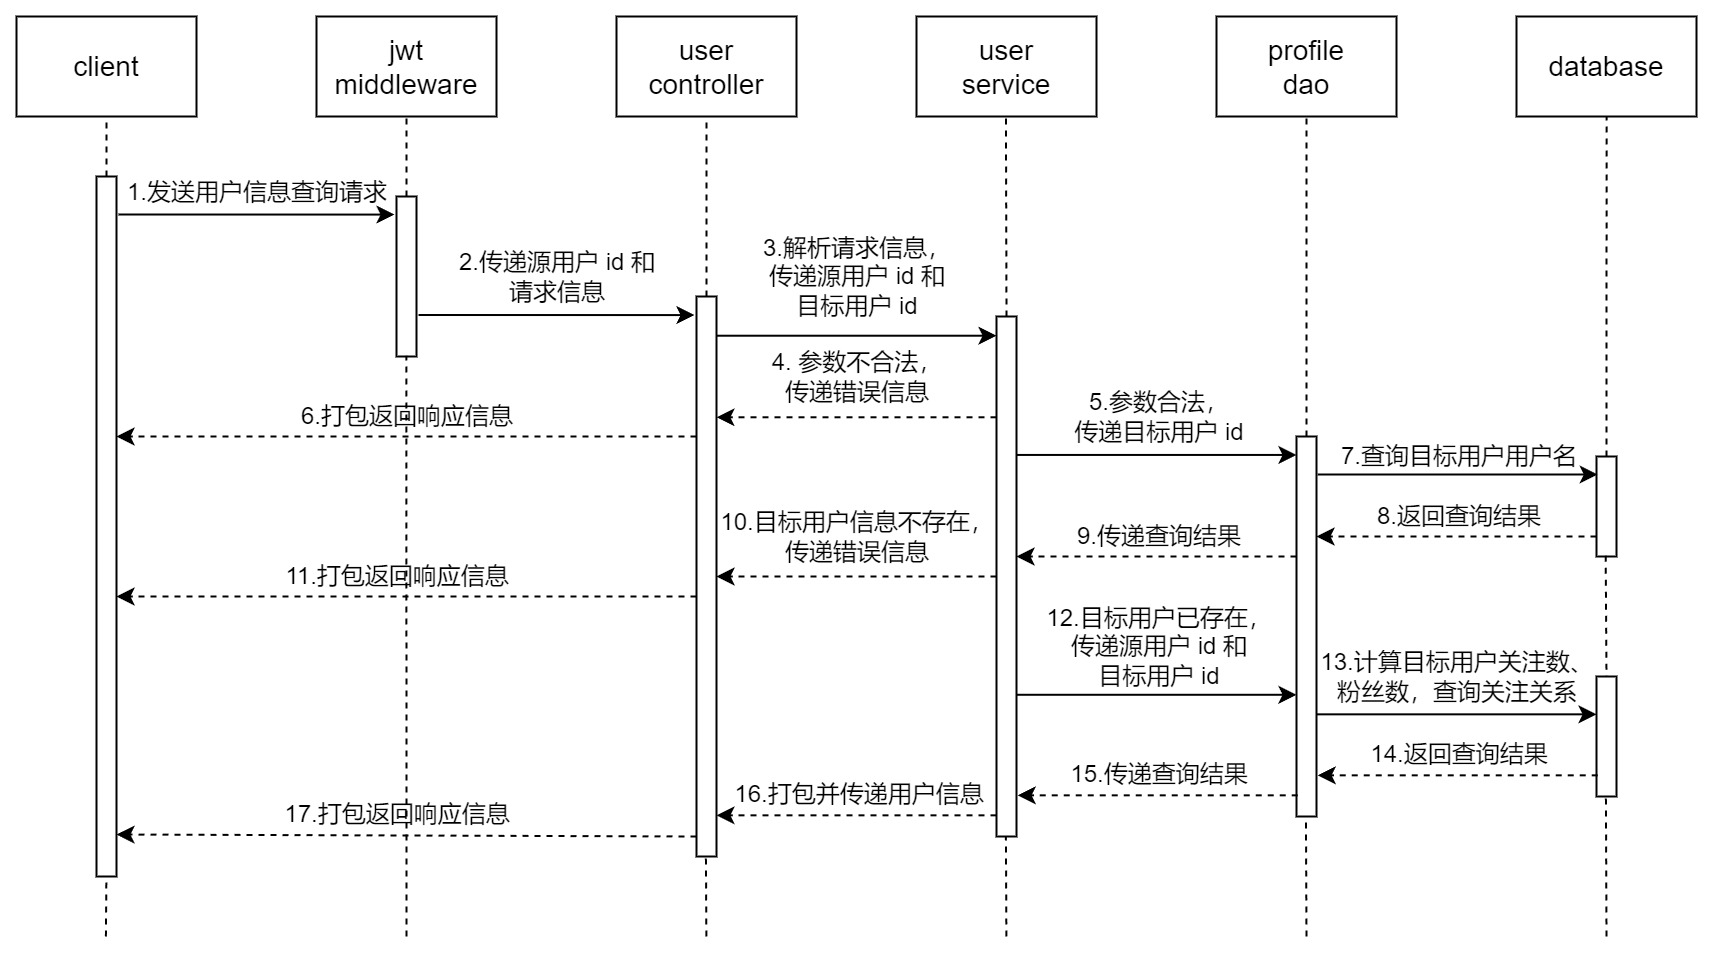 client
jwt
middleware
user
controller
user
service
profile
dao
database
1.发送用户信息查询请求
2.传递源用户 id 和
请求信息
3.解析请求信息，
传递源用户 id 和
目标用户 id
4. 参数不合法，
传递错误信息
5.参数合法，
传递目标用户 id
6.打包返回响应信息
7.查询目标用户用户名
8.返回查询结果
9.传递查询结果
10.目标用户信息不存在，
传递错误信息
11.打包返回响应信息
12.目标用户已存在，
传递源用户 id 和
目标用户 id
13.计算目标用户关注数、
粉丝数，查询关注关系
14.返回查询结果
15.传递查询结果
16.打包并传递用户信息
17.打包返回响应信息